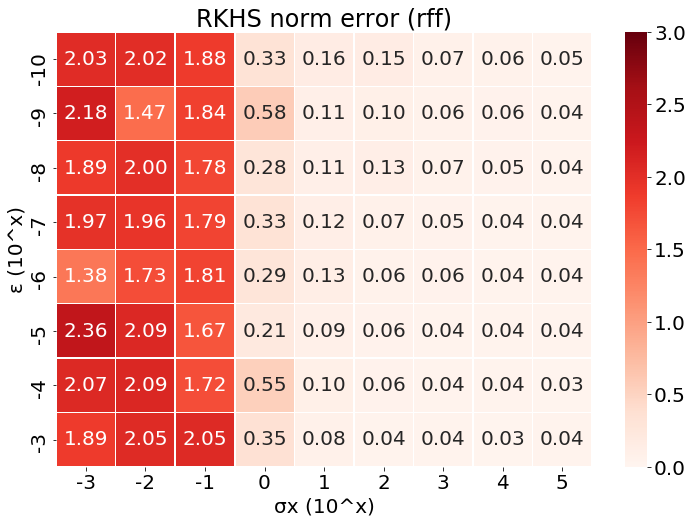 RKHS norm error (rff)
ε (10^x)
-10 2.03 2.02 1.88 0.33 0.16 0.15 0.07 0.06 0.05
-9 2.18 1.47 1.84 0.58 0.11 0.10 0.06 0.06 0.04
-8 1.89 2.00 1.78 0.28 0.11 0.13 0.07 0.05 0.04
-7 1.97 1.96 1.79 0.33 0.12 0.07 0.05 0.04 0.04
-6 1.38 1.73 1.81 0.29 0.13 0.06 0.06 0.04 0.04
-5 2.36 2.09 1.67 0.21 0.09 0.06 0.04 0.04 0.04
-4 2.07 2.09 1.72 0.55 0.10 0.06 0.04 0.04 0.03
-3 1.89 2.05 2.05 0.35 0.08 0.04 0.04 0.03 0.04
-3 -2 -1 0 1 2 3 4 5
σx (10^x)
3.0
2.5
2.0
1.5
1.0
0.5
0.0